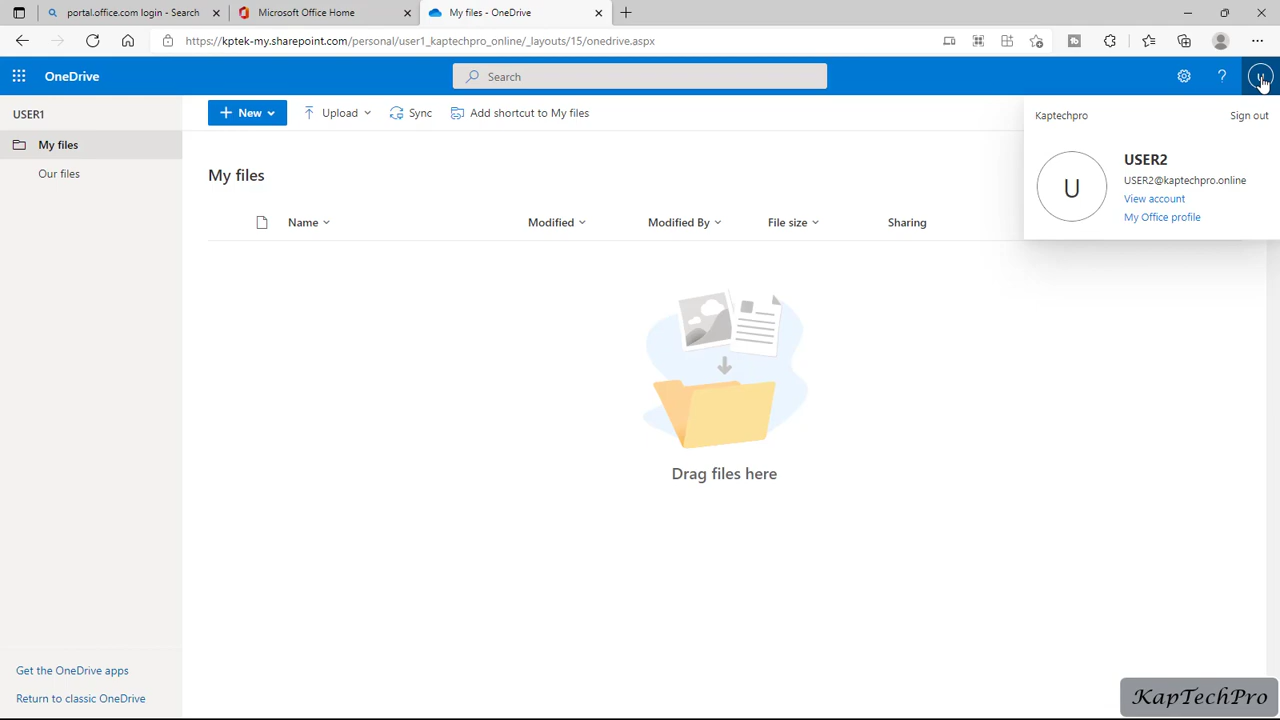 portal.office.com login - Search
Microsoft Office Home
My files - OneDrive
https://kptek-my.sharepoint.com/personal/user1_kaptechpro_online/_layouts/15/onedrive.aspx
OneDrive
Search
?
USER1
My files
Our files
New
Upload
Sync
Add shortcut to My files
Kaptechpro
Sign out
U
USER2
USER2@kaptechpro.online
View account
My Office profile
My files
Name
Modified
Modified By
File size
Sharing
Drag files here
Get the OneDrive apps
Return to classic OneDrive
KapTechPro